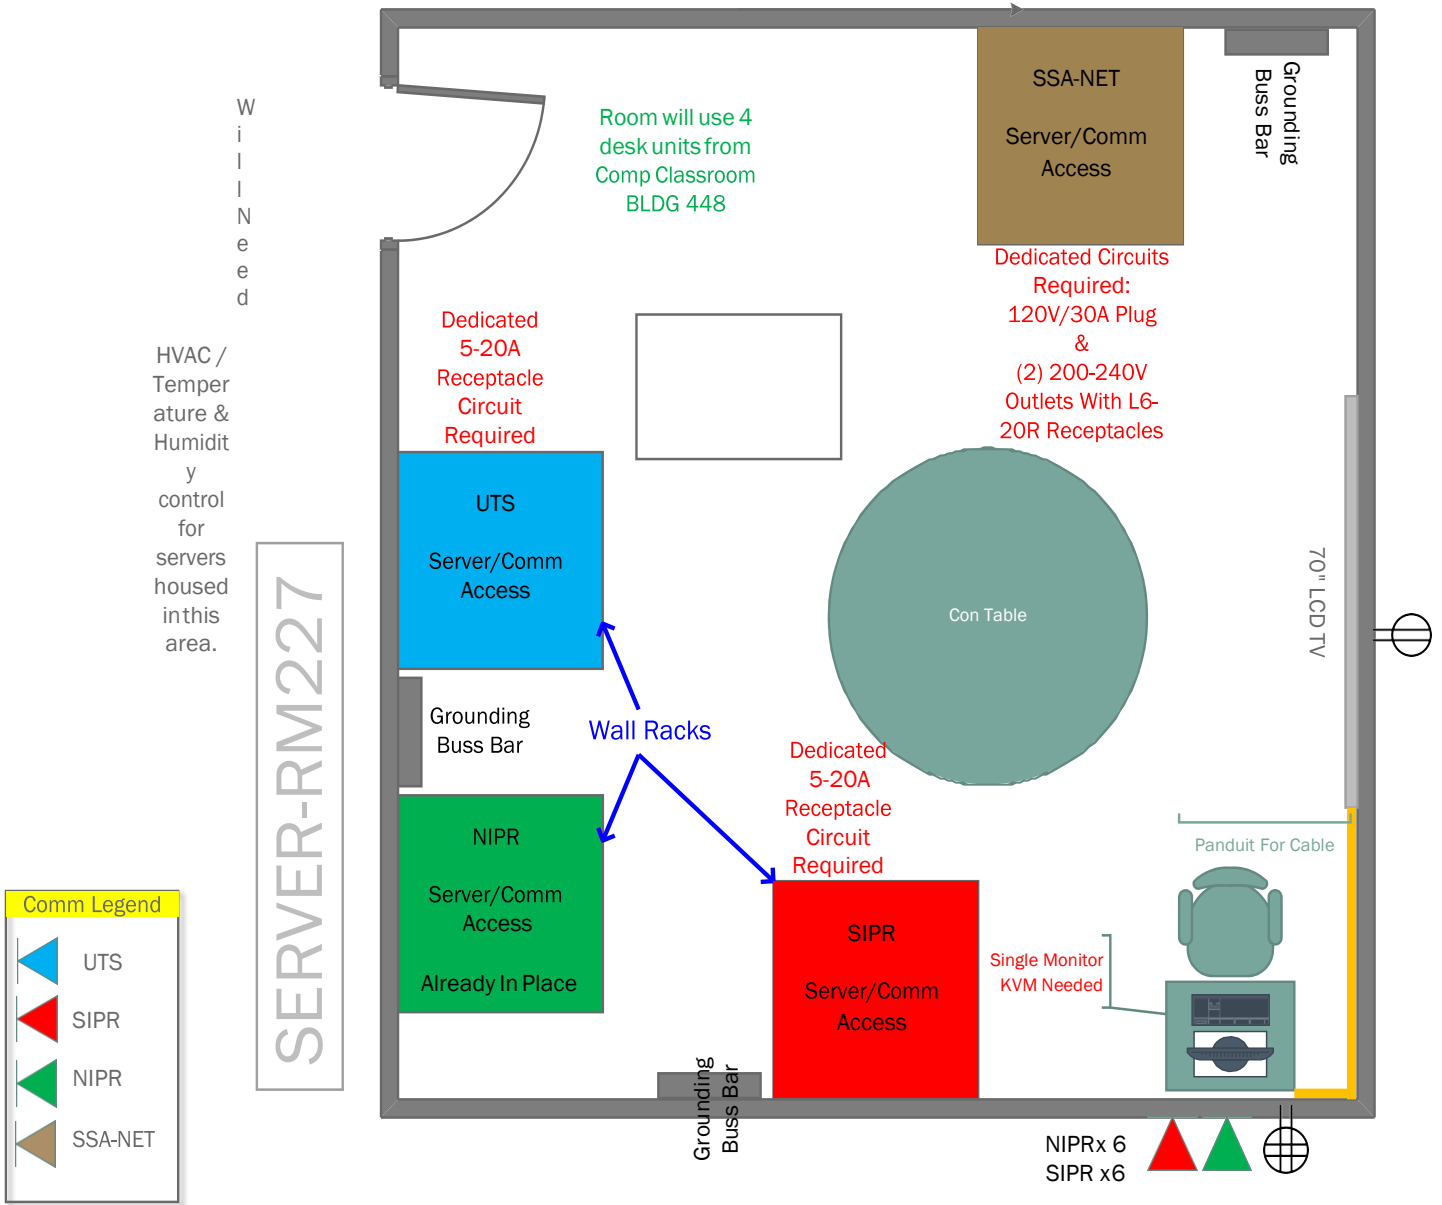 W
i
l
l
N
e
e
d
HVAC /
Temper
ature &
Humidit
y
control
for
servers
housed
in this
area.
SERVER-RM227
Room will use 4
desk units from
Comp Classroom
BLDG 448
SSA-NET
Server/Comm
Access
Grounding
Buss Bar
Dedicated Circuits
Required:
120V/30A Plug
&
(2) 200-240V
Outlets With L6-
20R Receptacles
Dedicated
5-20A
Receptacle
Circuit
Required
UTS
Server/Comm
Access
Con Table
70" LCD TV
Grounding
Buss Bar
Wall Racks
Dedicated
5-20A
Receptacle
Circuit
Required
NIPR
Server/Comm
Access
Already In Place
SIPR
Server/Comm
Access
Panduit For Cable
Single Monitor
KVM Needed
Grounding
Buss Bar
NIPRx 6
SIPR x6
Comm Legend
UTS
SIPR
NIPR
SSA-NET